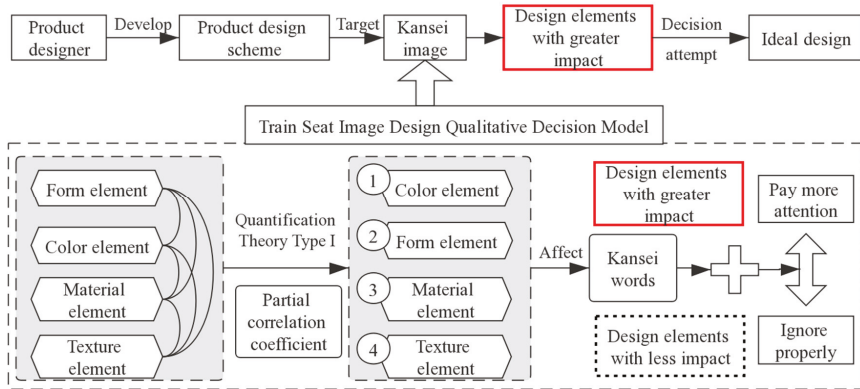 Product
designer
Develop
Product design
scheme
Target
Kansei
image
Design elements
with greater
impact
Decision
attempt
Ideal design
Train Seat Image Design Qualitative Decision Model
Form element
Color element
Material
element
Texture element
Quantification
Theory Type I
Partial
correlation
coefficient
1
Color element
2
Form element
3
Material
element
4
Texture
element
Affect
Design elements
with greater
impact
Kansei
words
Design elements
with less impact
Pay more
attention
Ignore
properly